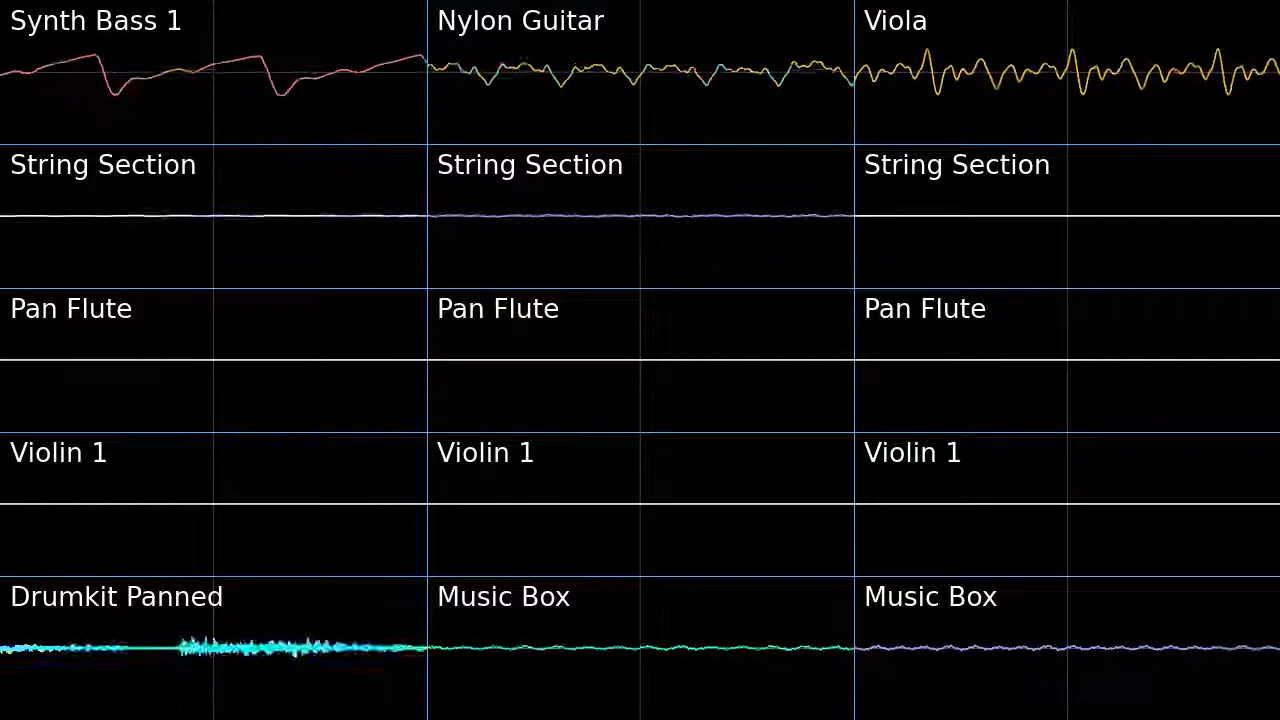 Synth Bass 1
Nylon Guitar
Viola
String Section
String Section
String Section
Pan Flute
Pan Flute
Pan Flute
Violin 1
Violin 1
Violin 1
Drumkit Panned
Music Box
Music Box